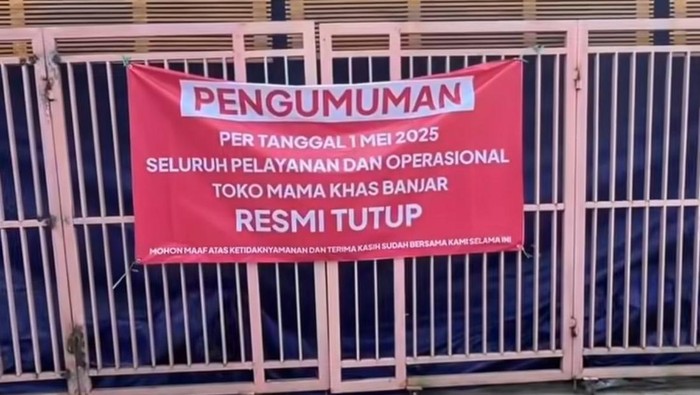 PENGUMUMAN
PER TANGGAL 1 MEI 2025
SELURUH PELAYANAN DAN OPERASIONAL
TOKO MAMA KHAS BANJAR
RESMI TUTUP
MOHON MAAF ATAS KETIDAKNYAMANAN DAN TERIMA KASIH SUDAH BERSAMA KAMI SELAMA INI